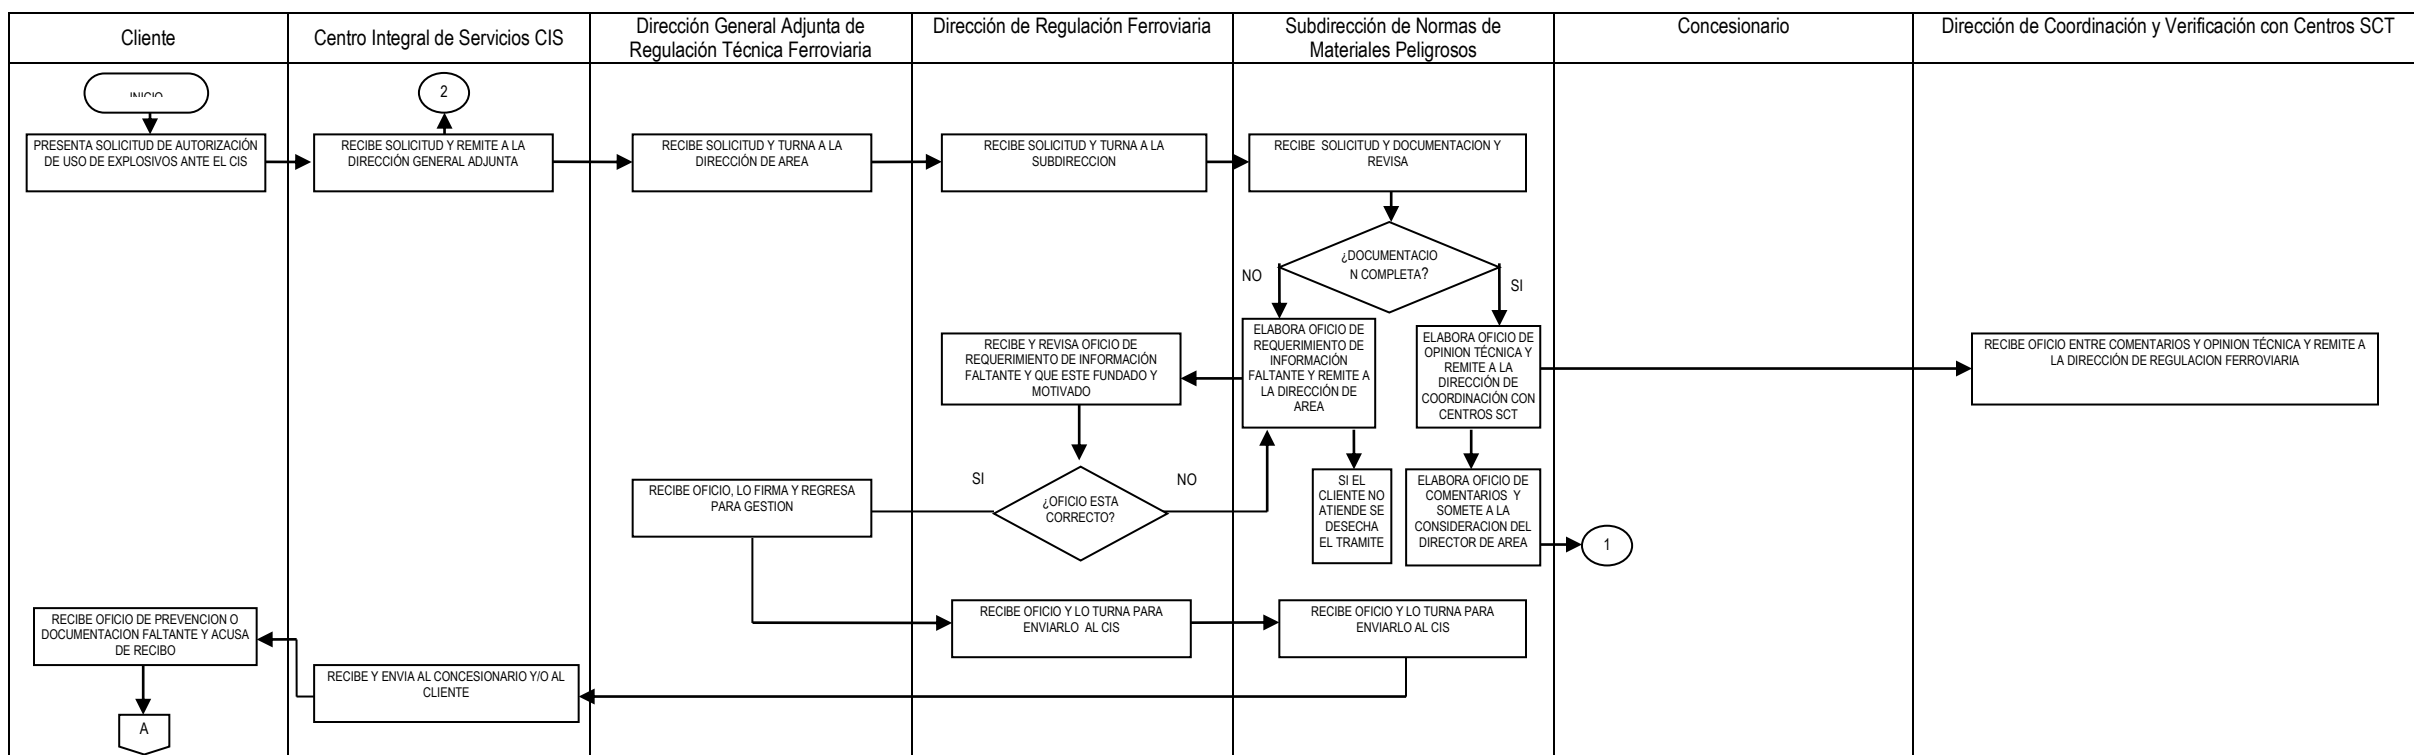 Cliente
Centro Integral de Servicios CIS
Dirección General Adjunta de
Regulación Técnica Ferroviaria
Dirección de Regulación Ferroviaria
Subdirección de Normas de
Materiales Peligrosos
Concesionario
Dirección de Coordinación y Verificación con Centros SCT
INICIO
2
PRESENTA SOLICITUD DE AUTORIZACIÓN
DE USO DE EXPLOSIVOS ANTE EL CIS
RECIBE SOLICITUD Y REMITE A LA
DIRECCIÓN GENERAL ADJUNTA
RECIBE SOLICITUD Y TURNA A LA
DIRECCIÓN DE AREA
RECIBE SOLICITUD Y TURNA A LA
SUBDIRECCION
RECIBE SOLICITUD Y DOCUMENTACION Y
REVISA
¿DOCUMENTACIO
N COMPLETA?
NO
SI
ELABORA OFICIO DE
REQUERIMIENTO DE
INFORMACIÓN
FALTANTE Y REMITE A
LA DIRECCIÓN DE
AREA
ELABORA OFICIO DE
OPINION TÉCNICA Y
REMITE A LA
DIRECCIÓN DE
COORDINACIÓN CON
CENTROS SCT
RECIBE OFICIO ENTRE COMENTARIOS Y OPINION TÉCNICA Y REMITE A
LA DIRECCIÓN DE REGULACION FERROVIARIA
RECIBE Y REVISA OFICIO DE
REQUERIMIENTO DE INFORMACIÓN
FALTANTE Y QUE ESTE FUNDADO Y
MOTIVADO
SI
¿OFICIO ESTA
CORRECTO?
NO
RECIBE OFICIO, LO FIRMA Y REGRESA
PARA GESTION
SI EL
CLIENTE NO
ATIENDE SE
DESECHA
EL TRAMITE
ELABORA OFICIO DE
COMENTARIOS Y
SOMETE A LA
CONSIDERACION DEL
DIRECTOR DE AREA
1
RECIBE OFICIO Y LO TURNA PARA
ENVIARLO AL CIS
RECIBE OFICIO Y LO TURNA PARA
ENVIARLO AL CIS
RECIBE OFICIO DE PREVENCION O
DOCUMENTACION FALTANTE Y ACUSA
DE RECIBO
RECIBE Y ENVIA AL CONCESIONARIO Y/O AL
CLIENTE
A